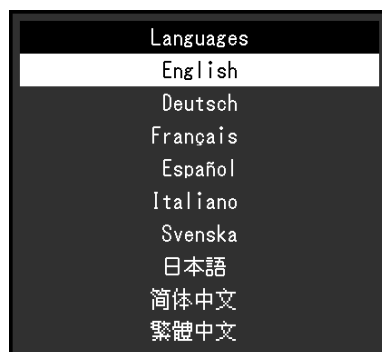 Languages
English
Deutsch
Français
Español
Italiano
Svenska
日本語
简体中文
繁體中文